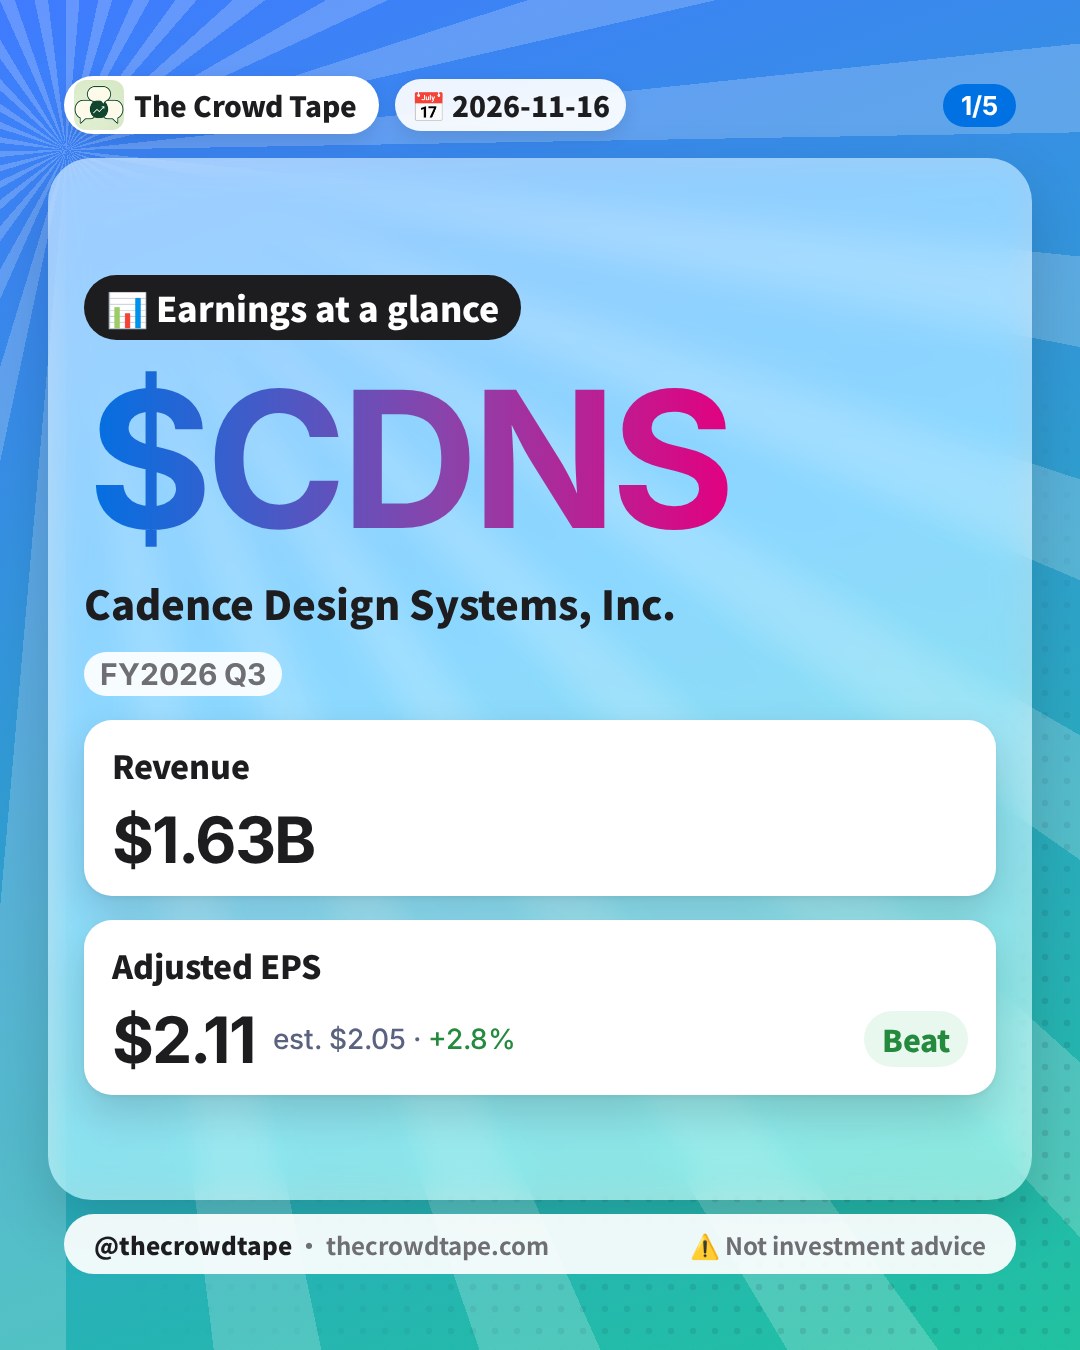 The Crowd Tape
📅 2026-11-16
1/5
📊 Earnings at a glance
$CDNS
Cadence Design Systems, Inc.
FY2026 Q3
Revenue
$1.63B
Adjusted EPS
$2.11 est. $2.05 · +2.8%
Beat
@thecrowdtape • thecrowdtape.com
⚠️ Not investment advice